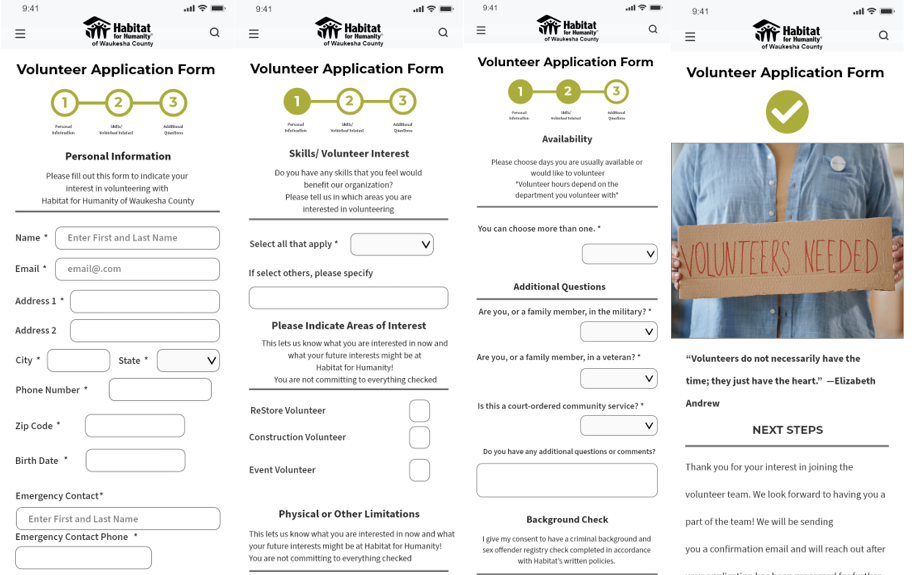 9:41
Habitat
for Humanity®
of Waukesha County
Volunteer Application Form
1
2
3
Personal
Information
Skills/
Volunteer Interest
Additional
Questions
Personal Information
Please fill out this form to indicate your
interest in volunteering with
Habitat for Humanity of Waukesha County
Name *
Enter First and Last Name
Email *
email@.com
Address 1 *
Address 2
City *
State *
Phone Number *
Zip Code *
Birth Date *
Emergency Contact*
Enter First and Last Name
Emergency Contact Phone *
9:41
Habitat
for Humanity®
of Waukesha County
Volunteer Application Form
1
2
3
Personal
Information
Skills/
Volunteer Interest
Additional
Questions
Skills/ Volunteer Interest
Do you have any skills that you feel would
benefit our organization?
Please tell us in which areas you are
interested in volunteering
Select all that apply *
If select others, please specify
Please Indicate Areas of Interest
This lets us know what you are interested in now and
what your future interests might be at
Habitat for Humanity!
You are not committing to everything checked
ReStore Volunteer
Construction Volunteer
Event Volunteer
Physical or Other Limitations
This lets us know what you are interested in now and what
your future interests might be at Habitat for Humanity!
You are not committing to everything checked
9:41
Habitat
for Humanity®
of Waukesha County
Volunteer Application Form
1
2
3
Personal
Information
Skills/
Volunteer Interest
Additional
Questions
Availability
Please choose days you are usually available or
would like to volunteer
*Volunteer hours depend on the
department you volunteer with*
You can choose more than one. *
Additional Questions
Are you, or a family member, in the military? *
Are you, or a family member, in a veteran? *
Is this a court-ordered community service? *
Do you have any additional questions or comments?
Background Check
I give my consent to have a criminal background and
sex offender registry check completed in accordance
with Habitat's written policies.
9:41
Habitat
for Humanity®
of Waukesha County
Volunteer Application Form
VOLUNTEERS NEEDED
“Volunteers do not necessarily have the
time; they just have the heart.” —Elizabeth
Andrew
NEXT STEPS
Thank you for your interest in joining the
volunteer team. We look forward to having you a
part of the team! We will be sending
you a confirmation email and will reach out after
your application has been processed for further